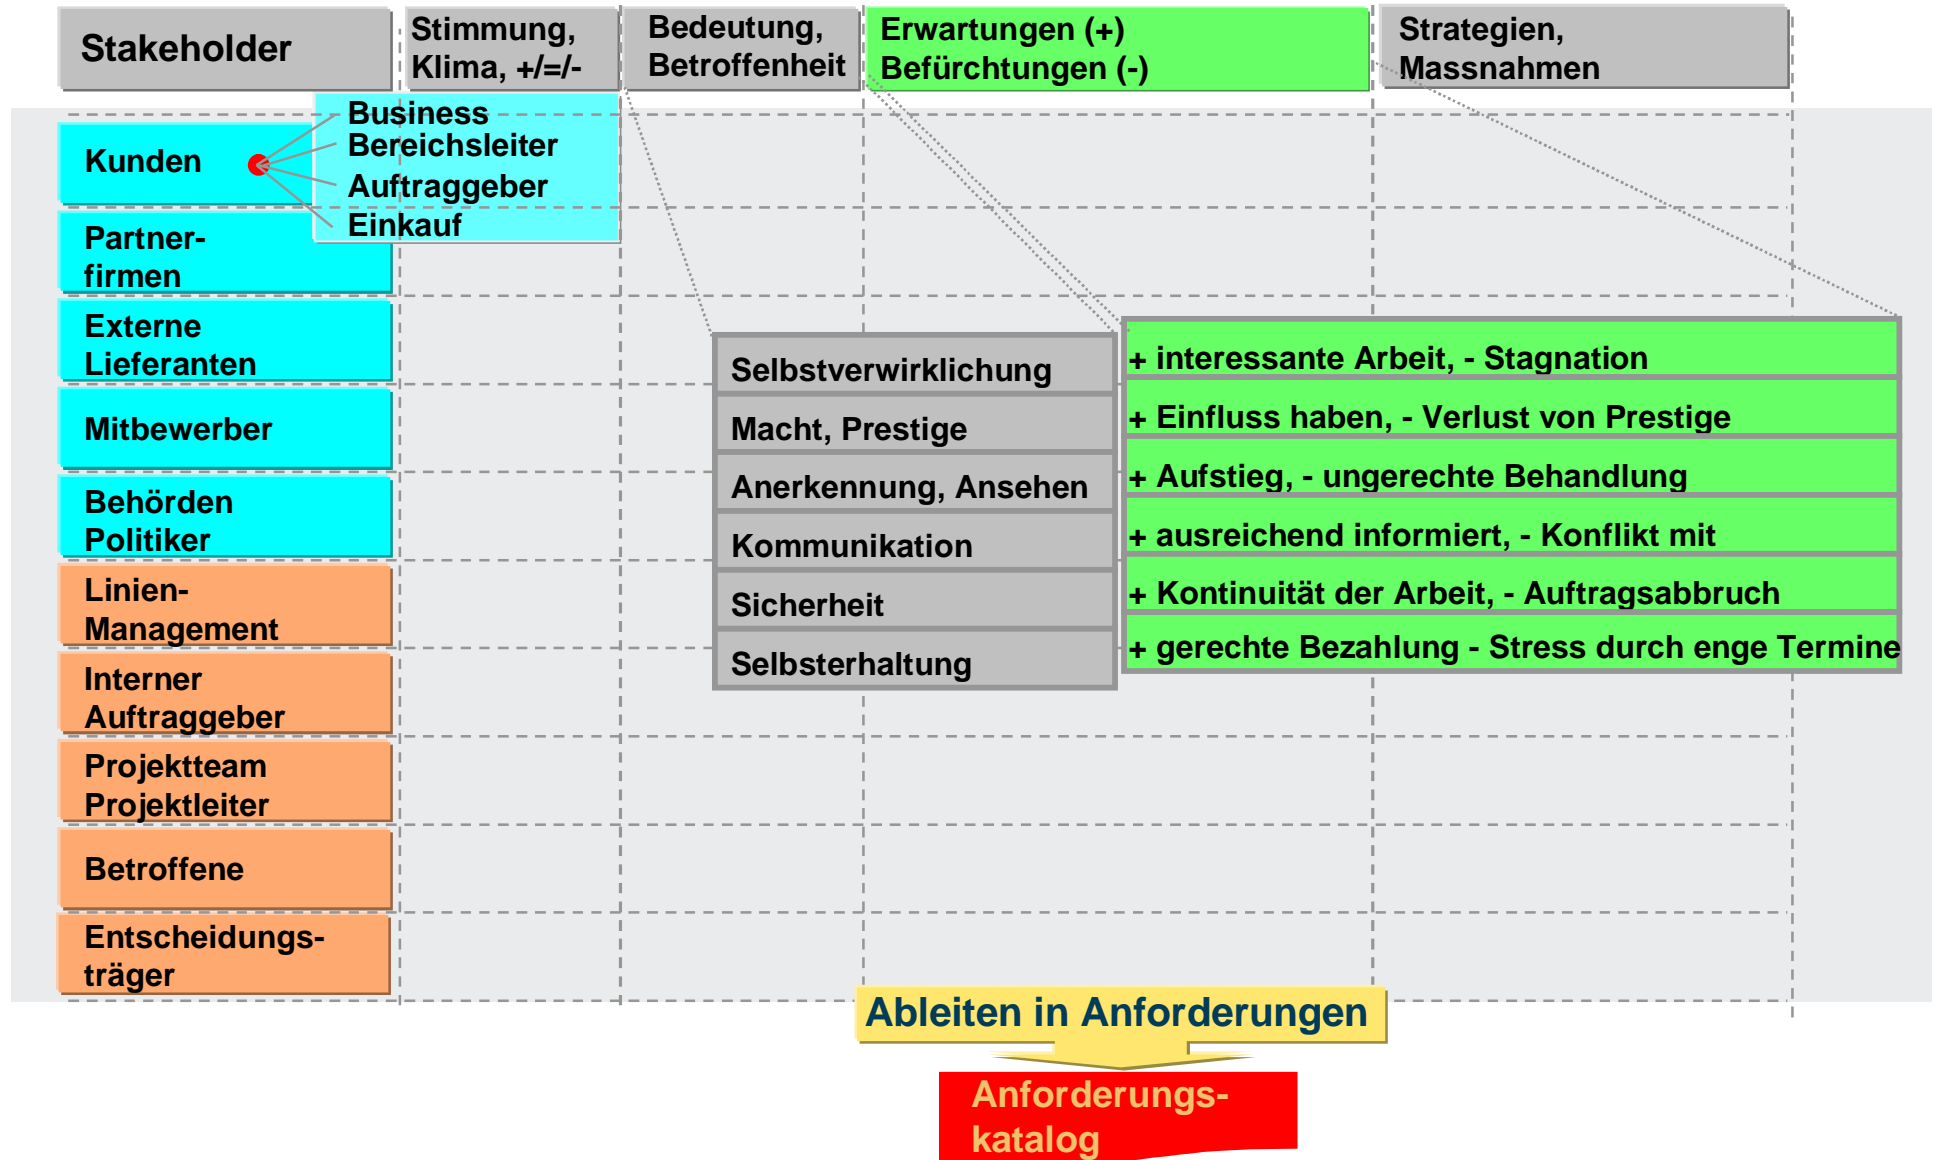 Stakeholder
Stimmung,
Klima, +/=/-
Bedeutung,
Betroffenheit
Erwartungen (+)
Befürchtungen (-)
Strategien,
Massnahmen
Kunden
Business
Bereichsleiter
Auftraggeber
Einkauf
Partner-
firmen
Externe
Lieferanten
Mitbewerber
Behörden
Politiker
Linien-
Management
Interner
Auftraggeber
Projektteam
Projektleiter
Betroffene
Entscheidungs-
träger
Selbstverwirklichung
+ interessante Arbeit, - Stagnation
Macht, Prestige
+ Einfluss haben, - Verlust von Prestige
Anerkennung, Ansehen
+ Aufstieg, - ungerechte Behandlung
Kommunikation
+ ausreichend informiert, - Konflikt mit
Sicherheit
+ Kontinuität der Arbeit, - Auftragsabbruch
Selbsterhaltung
+ gerechte Bezahlung - Stress durch enge Termine
Ableiten in Anforderungen
Anforderungs-
katalog